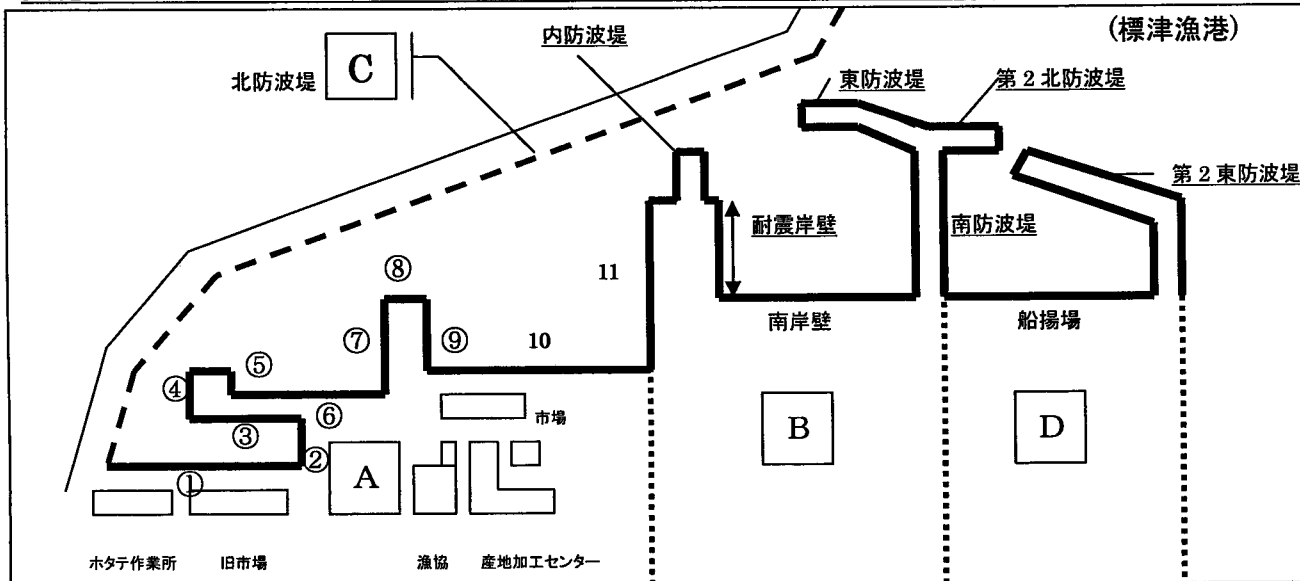 (標津漁港)
内防波堤
C
北防波堤
東防波堤
第2北防波堤
第2東防波堤
耐震岸壁
南防波堤
⑧
11
南岸壁
船揚場
⑦
⑨
10
⑤
④
⑥
市場
③
B
D
②
A
①
ホタテ作業所
旧市場
漁協
産地加工センター